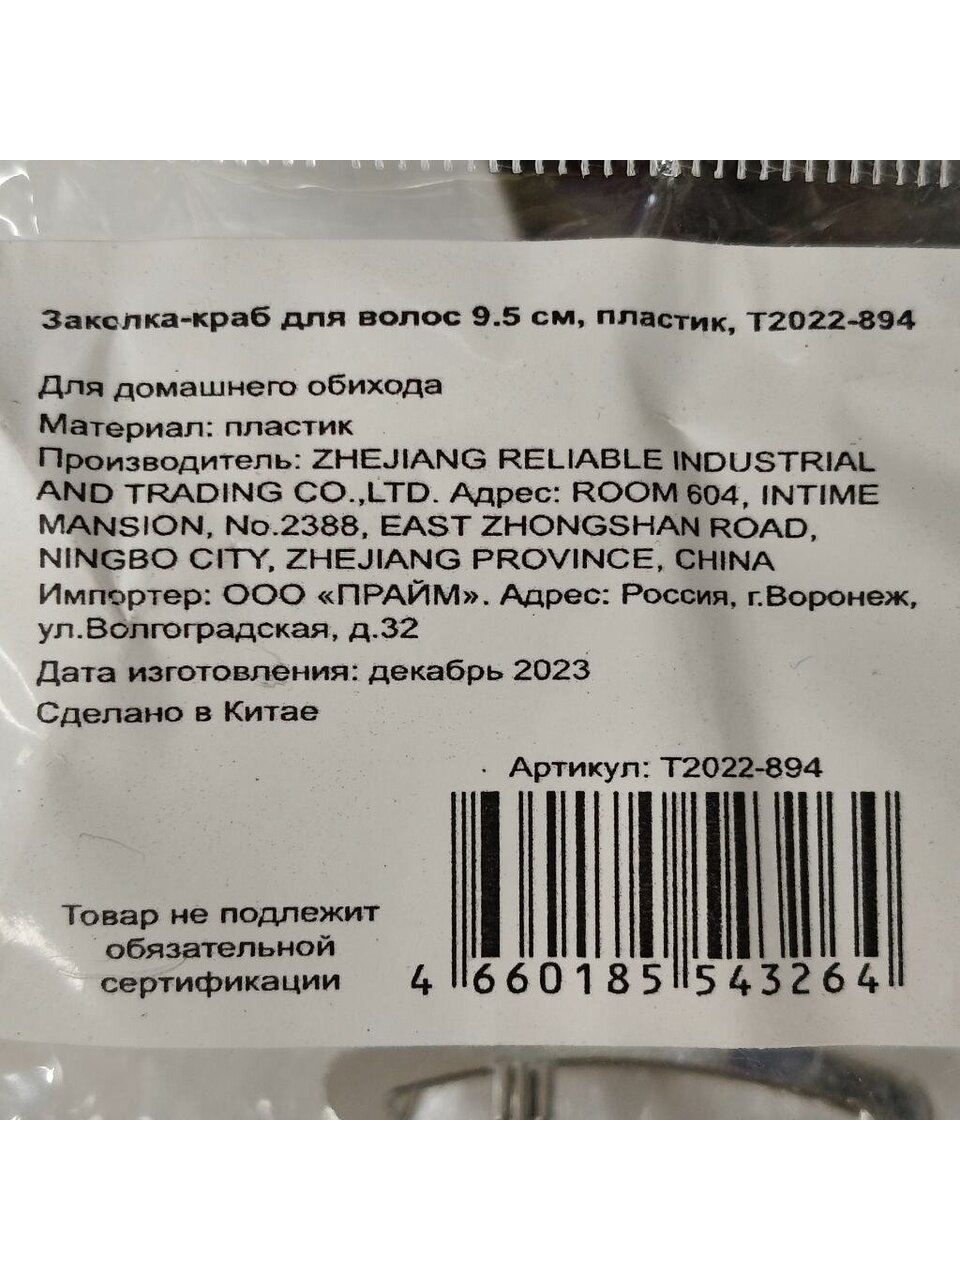 Заколка-краб для волос 9.5 см, пластик, Т2022-894
Для домашнего обихода
Материал: пластик
Производитель: ZHEJIANG RELIABLE INDUSTRIAL
AND TRADING CO.,LTD. Адрес: ROOM 604, INTIME
MANSION, No.2388, EAST ZHONGSHAN ROAD,
NINGBO CITY, ZHEJIANG PROVINCE, CHINA
Импортер: ООО «ПРАЙМ». Адрес: Россия, г.Воронеж,
ул.Волгоградская, д.32
Дата изготовления: декабрь 2023
Сделано в Китае
Артикул: Т2022-894
Товар не подлежит
обязательной
сертификации
4 660185 543264